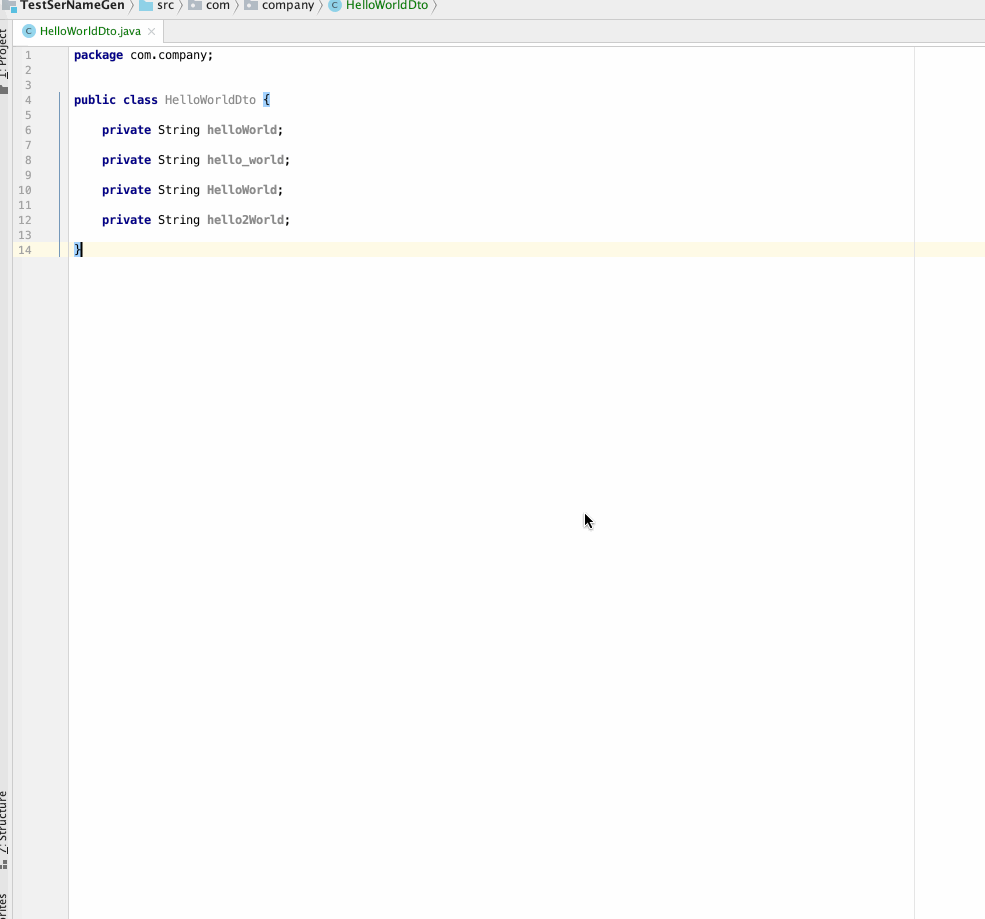 TestSerNameGen 〉 src 〉 com 〉 company 〉 HelloWorldDto 〉
HelloWorldDto.java
1: Project
1 package com.company;
2
3
4 public class HelloWorldDto {
5
6 private String helloWorld;
7
8 private String hello_world;
9
10 private String HelloWorld;
11
12 private String hello2World;
13
14 }
7: Structure